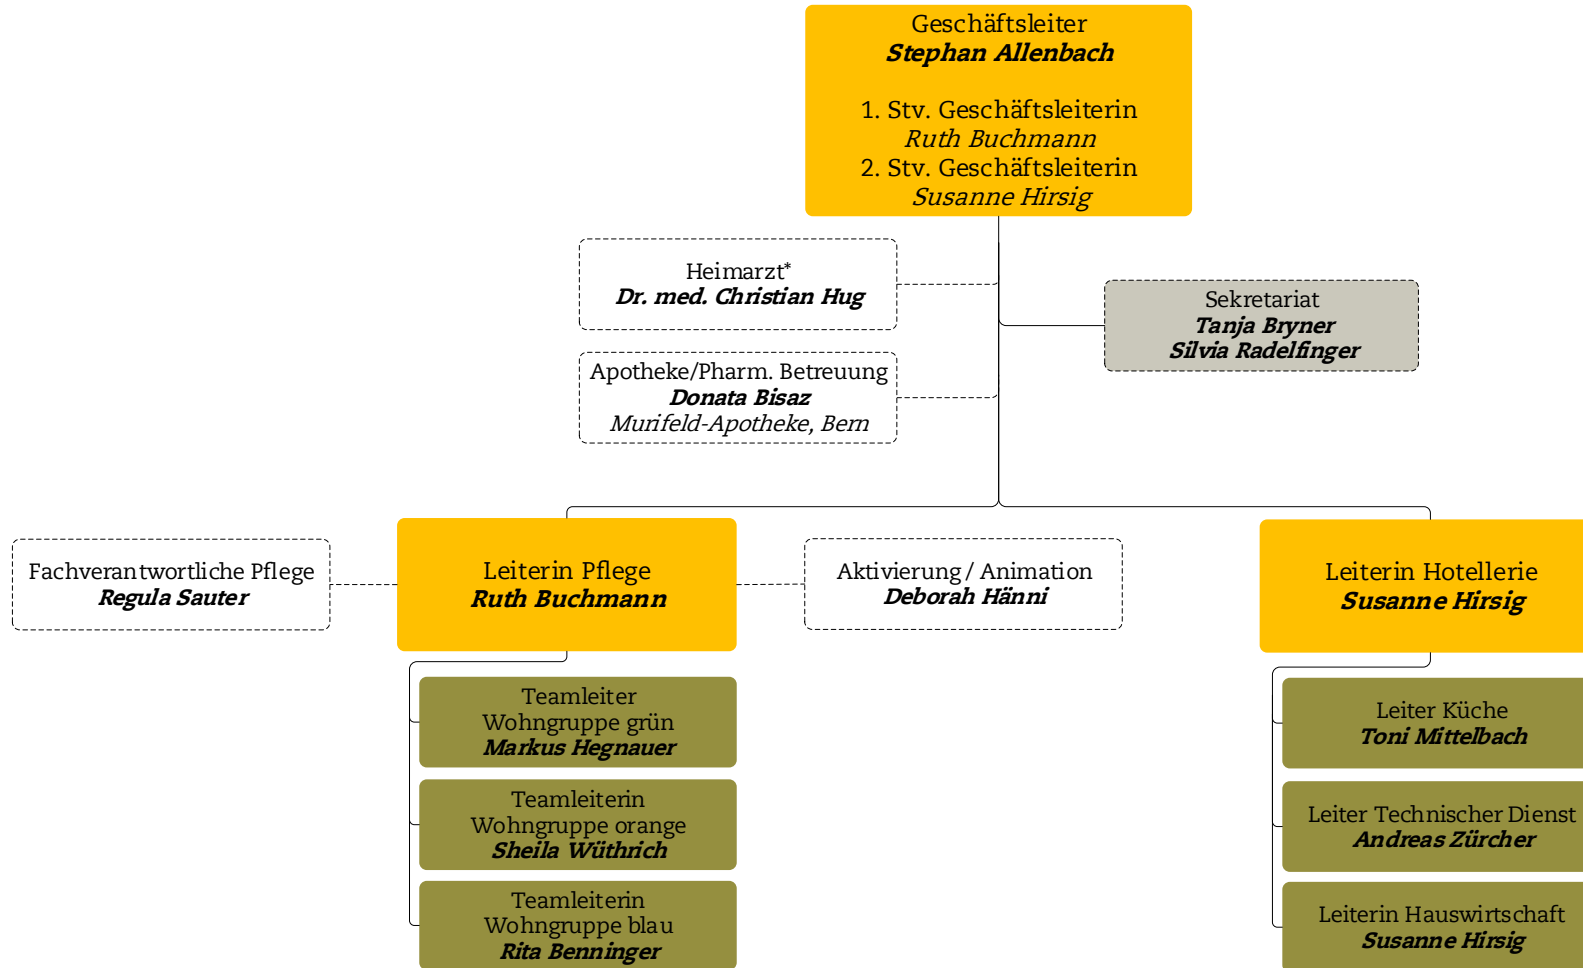 Geschäftsleiter
Stephan Allenbach
1. Stv. Geschäftsleiterin
Ruth Buchmann
2. Stv. Geschäftsleiterin
Susanne Hirsig
Heimarzt*
Dr. med. Christian Hug
Sekretariat
Tanja Bryner
Silvia Radelfinger
Apotheke/Pharm. Betreuung
Donata Bisaz
Murifeld-Apotheke, Bern
Fachverantwortliche Pflege
Regula Sauter
Leiterin Pflege
Ruth Buchmann
Aktivierung / Animation
Deborah Hänni
Leiterin Hotellerie
Susanne Hirsig
Teamleiter
Wohngruppe grün
Markus Hegnauer
Teamleiterin
Wohngruppe orange
Sheila Wüthrich
Teamleiterin
Wohngruppe blau
Rita Benninger
Leiter Küche
Toni Mittelbach
Leiter Technischer Dienst
Andreas Zürcher
Leiterin Hauswirtschaft
Susanne Hirsig